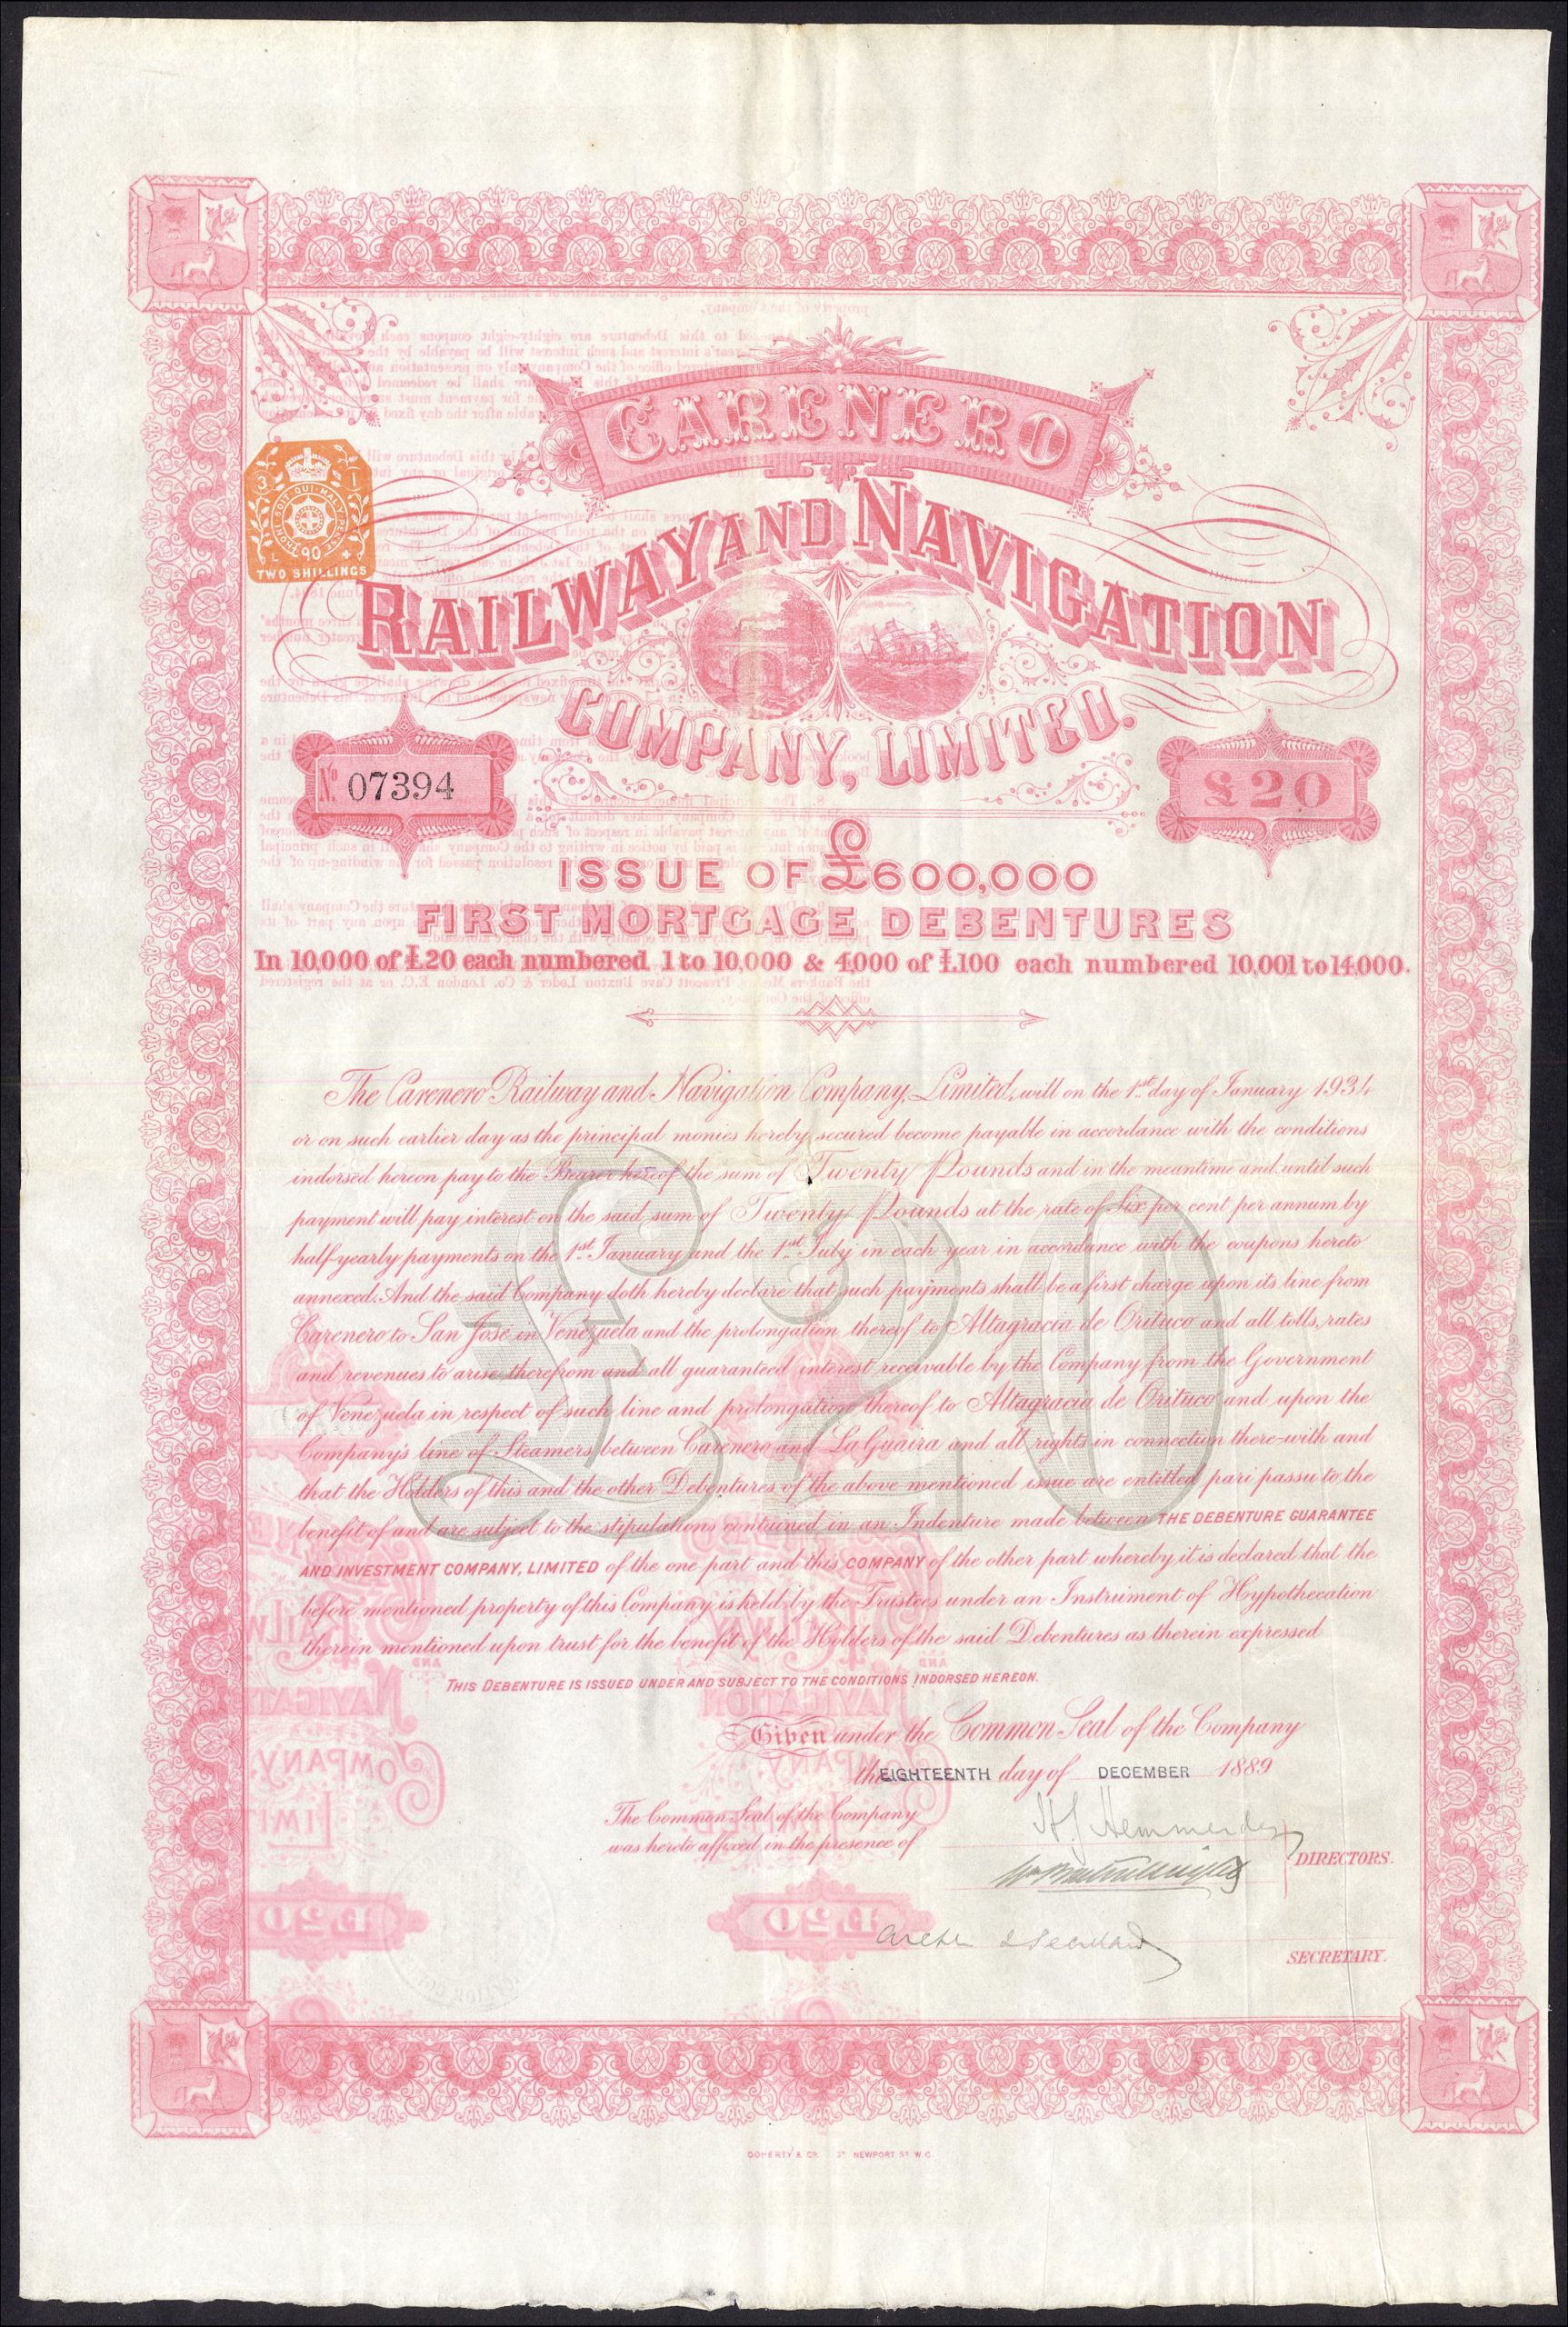 CARENERO
RAILWAY AND NAVIGATION
COMPANY, LIMITED.
3 1
HONI·SOIT·QUI·MAL·Y·PENSE
L 90
TWO SHILLINGS
No. 07394
£20
ISSUE OF £600,000
FIRST MORTGAGE DEBENTURES
In 10,000 of £20 each numbered 1 to 10,000 & 4,000 of £100 each numbered 10,001 to 14,000.
The Carenero Railway and Navigation Company, Limited, will on the 1st day of January 1934
or on such earlier day as the principal monies hereby secured become payable in accordance with the conditions
indorsed hereon pay to the Bearer hereof the sum of Twenty Pounds and in the meantime and until such
payment will pay interest on the said sum of Twenty Pounds at the rate of Six per cent per annum by
half-yearly payments on the 1st January and the 1st July in each year in accordance with the coupons hereto
annexed. And the said Company doth hereby declare that such payments shall be a first charge upon its line from
Carenero to San José in Venezuela and the prolongation thereof to Altagracia de Orituco and all tolls, rates
and revenues to arise therefrom and all guaranteed interest receivable by the Company from the Government
of Venezuela in respect of such line and prolongation thereof to Altagracia de Orituco and upon the
Company's line of Steamers between Carenero and La Guaira and all rights in connection there-with and
that the Holders of this and the other Debentures of the above mentioned issue are entitled pari passu to the
benefit of and are subject to the stipulations contained in an Indenture made between THE DEBENTURE GUARANTEE
AND INVESTMENT COMPANY, LIMITED of the one part and this COMPANY of the other part whereby it is declared that the
before mentioned property of this Company is held by the Trustees under an Instrument of Hypothecation
therein mentioned upon trust for the benefit of the Holders of the said Debentures as therein expressed
£20
THIS DEBENTURE IS ISSUED UNDER AND SUBJECT TO THE CONDITIONS INDORSED HEREON.
Given under the Common Seal of the Company
the EIGHTEENTH day of DECEMBER 1889
The Common Seal of the Company
was hereto affixed in the presence of
DIRECTORS.
SECRETARY.
DOHERTY & Co. 27 NEWPORT ST W.C.